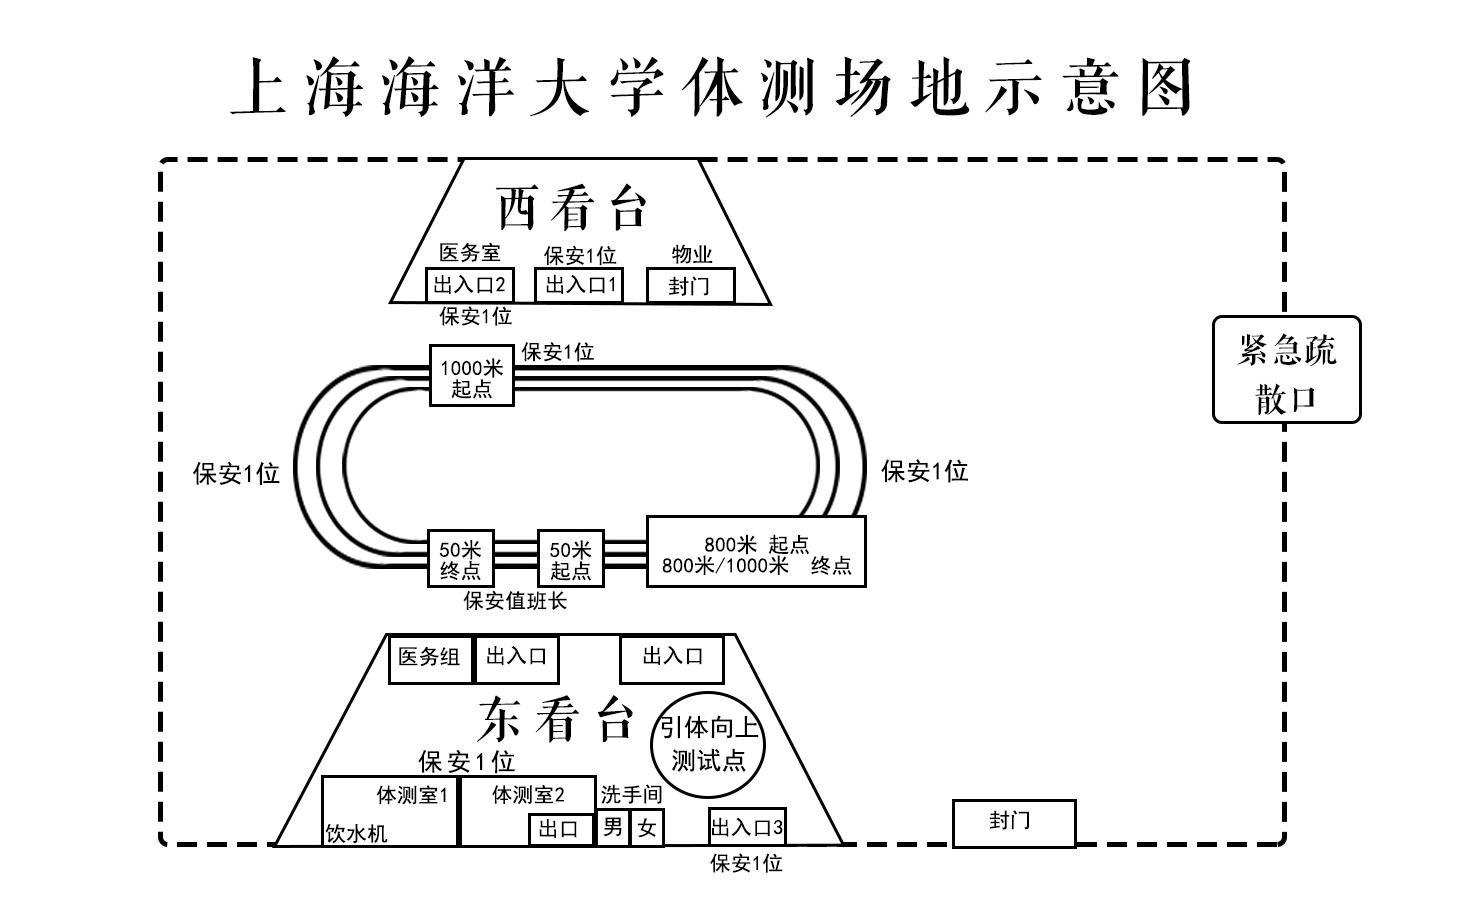 上海海洋大学体测场地示意图
西看台
医务室
保安1位
物业
出入口2
出入口1
封门
保安1位
紧急疏
散口
1000米
起点
保安1位
保安1位
保安1位
50米
终点
50米
起点
800米 起点
800米/1000米 终点
保安值班长
医务组
出入口
出入口
东看台
引体向上
测试点
保安1位
体测室1
饮水机
体测室2
出口
洗手间
男
女
出入口3
保安1位
封门